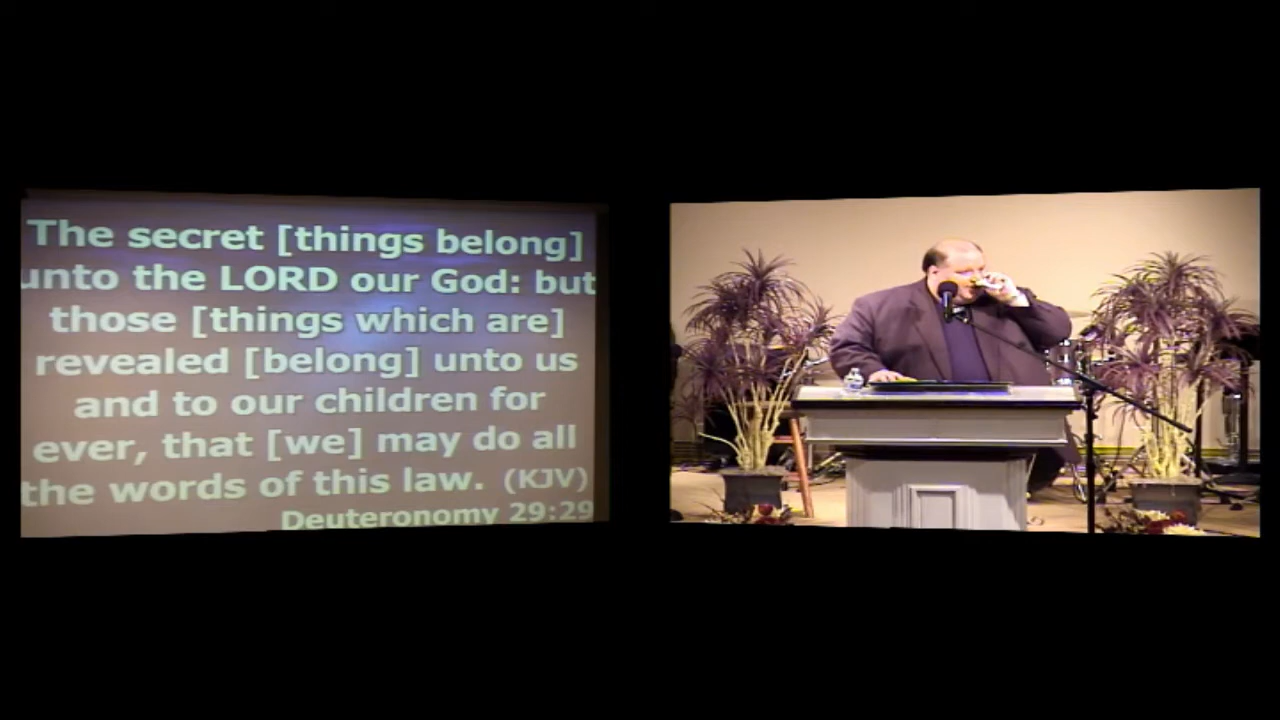 The secret [things belong]
unto the LORD our God: but
those [things which are]
revealed [belong] unto us
and to our children for
ever, that [we] may do all
the words of this law. (KJV)
Deuteronomy 29:29